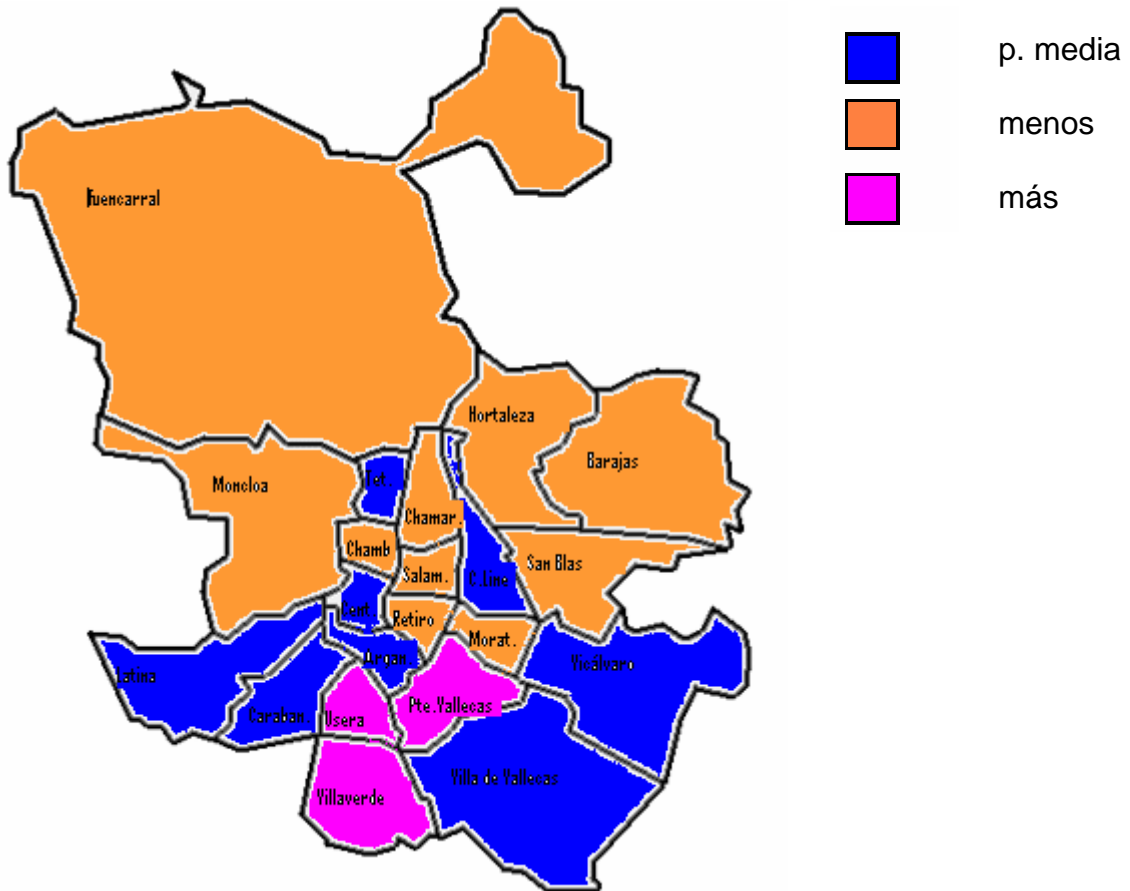 p. media
menos
más
Fuencarral
Hortaleza
Barajas
Moncloa
Tet.
Chamar.
Chamb
San Blas
Salam.
C.Line
Cent.
Retiro
Morat.
Argan.
Vicálvaro
Latina
Pte.Vallecas
Caraban.
Usera
Villa de Vallecas
Villaverde